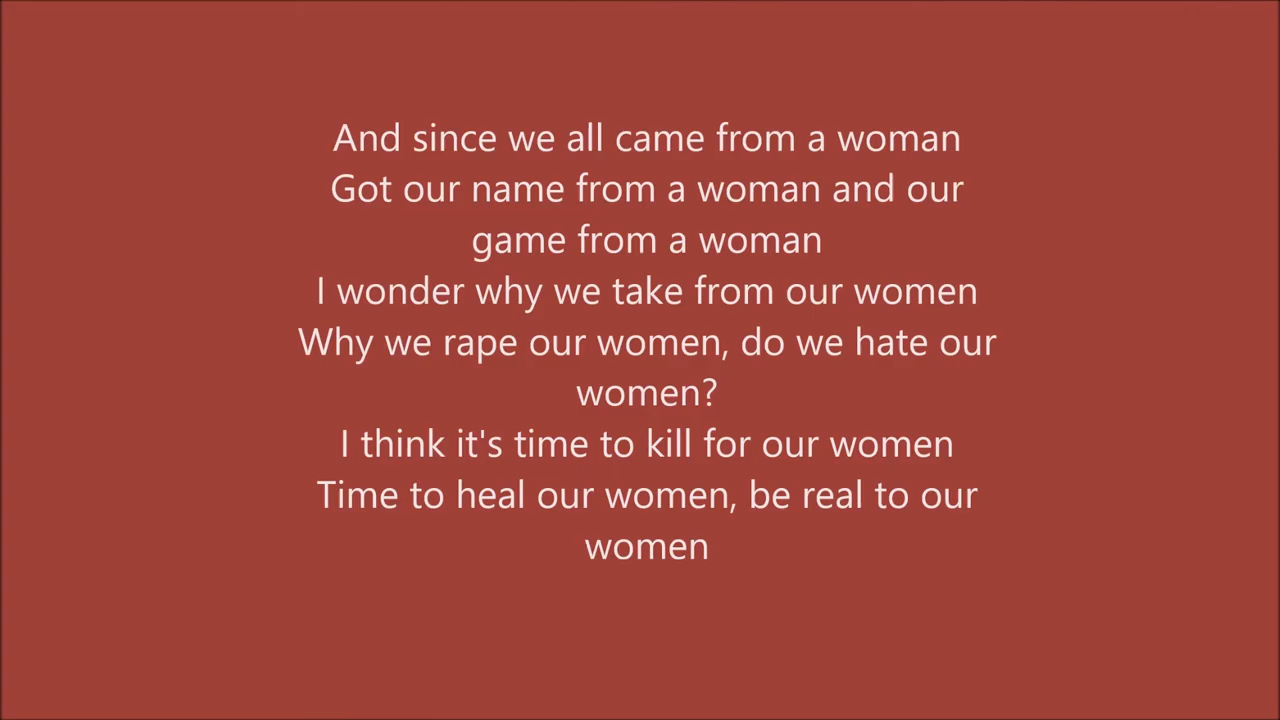 And since we all came from a woman
Got our name from a woman and our
game from a woman
I wonder why we take from our women
Why we rape our women, do we hate our
women?
I think it's time to kill for our women
Time to heal our women, be real to our
women